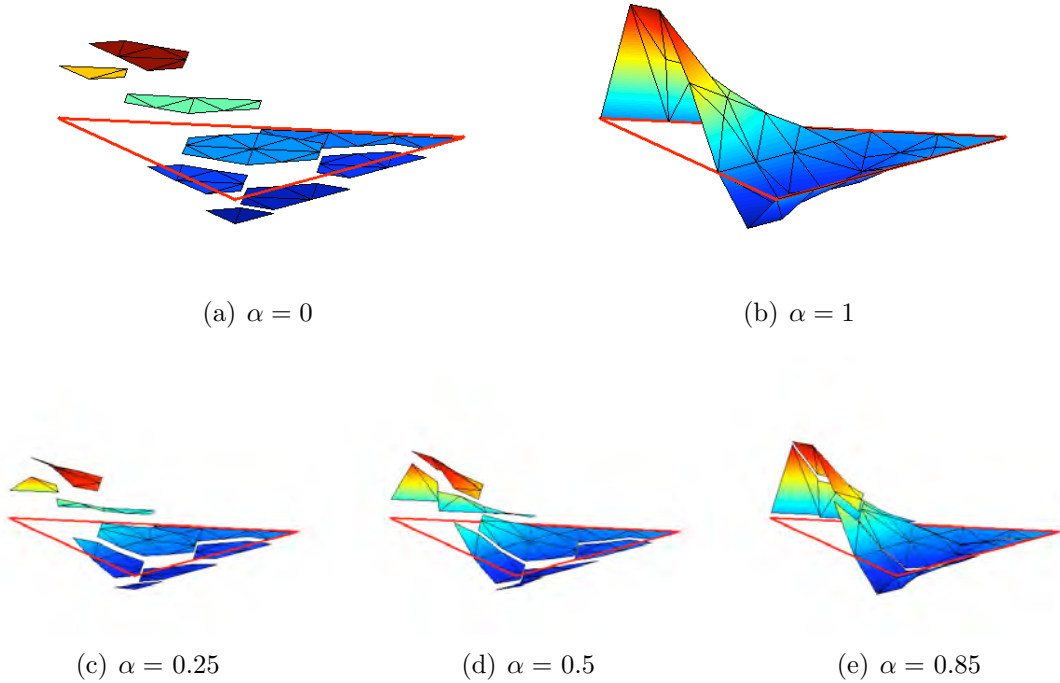 (a) α = 0
(b) α = 1
(c) α = 0.25
(d) α = 0.5
(e) α = 0.85